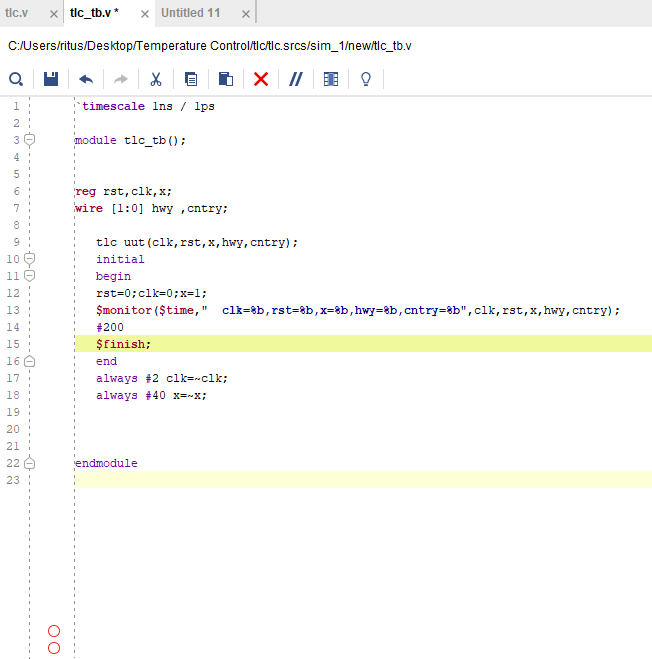 tlc.v × tlc_tb.v * × Untitled 11 ×
C:/Users/ritus/Desktop/Temperature Control/tlc/tlc.srcs/sim_1/new/tlc_tb.v
1 `timescale 1ns / 1ps
2
3 module tlc_tb();
4
5
6 reg rst,clk,x;
7 wire [1:0] hwy ,cntry;
8
9 tlc uut(clk,rst,x,hwy,cntry);
10 initial
11 begin
12 rst=0;clk=0;x=1;
13 $monitor($time,"  clk=%b,rst=%b,x=%b,hwy=%b,cntry=%b",clk,rst,x,hwy,cntry);
14 #200
15 $finish;
16 end
17 always #2 clk=~clk;
18 always #40 x=~x;
19
20
21
22 endmodule
23